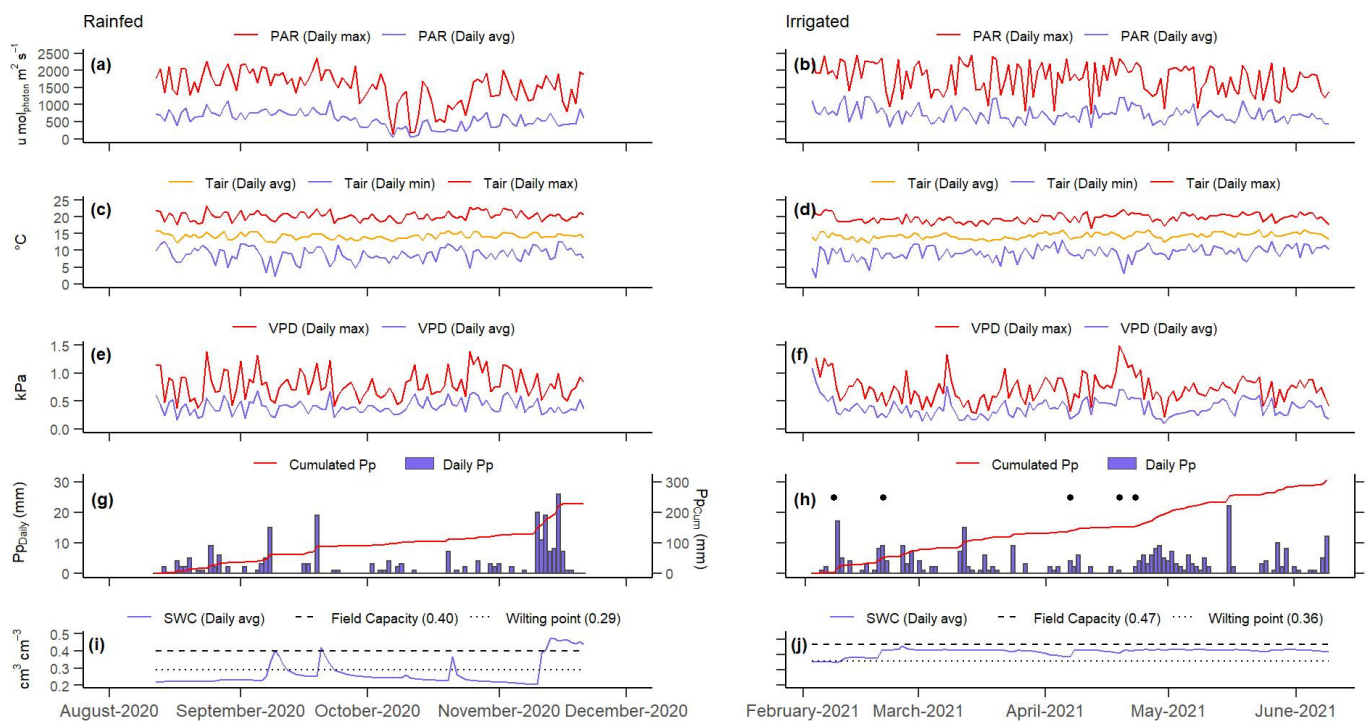 Rainfed
Irrigated
PAR (Daily max) PAR (Daily avg)
PAR (Daily max) PAR (Daily avg)
u mol photon m² s⁻¹
2500
2000
1500
1000
500
0
(a)
(b)
Tair (Daily avg) Tair (Daily min) Tair (Daily max)
Tair (Daily avg) Tair (Daily min) Tair (Daily max)
°C
25
20
15
10
5
0
(c)
(d)
VPD (Daily max) VPD (Daily avg)
VPD (Daily max) VPD (Daily avg)
kPa
1.5
1.0
0.5
0.0
(e)
(f)
Cumulated Pp Daily Pp
Cumulated Pp Daily Pp
Pp Daily (mm)
30
20
10
0
(g)
300
200
100
0
Pp Cum (mm)
(h)
SWC (Daily avg) Field Capacity (0.40) Wilting point (0.29)
SWC (Daily avg) Field Capacity (0.47) Wilting point (0.36)
cm³ cm⁻³
0.5
0.4
0.3
0.2
(i)
(j)
August-2020 September-2020 October-2020 November-2020 December-2020
February-2021 March-2021 April-2021 May-2021 June-2021